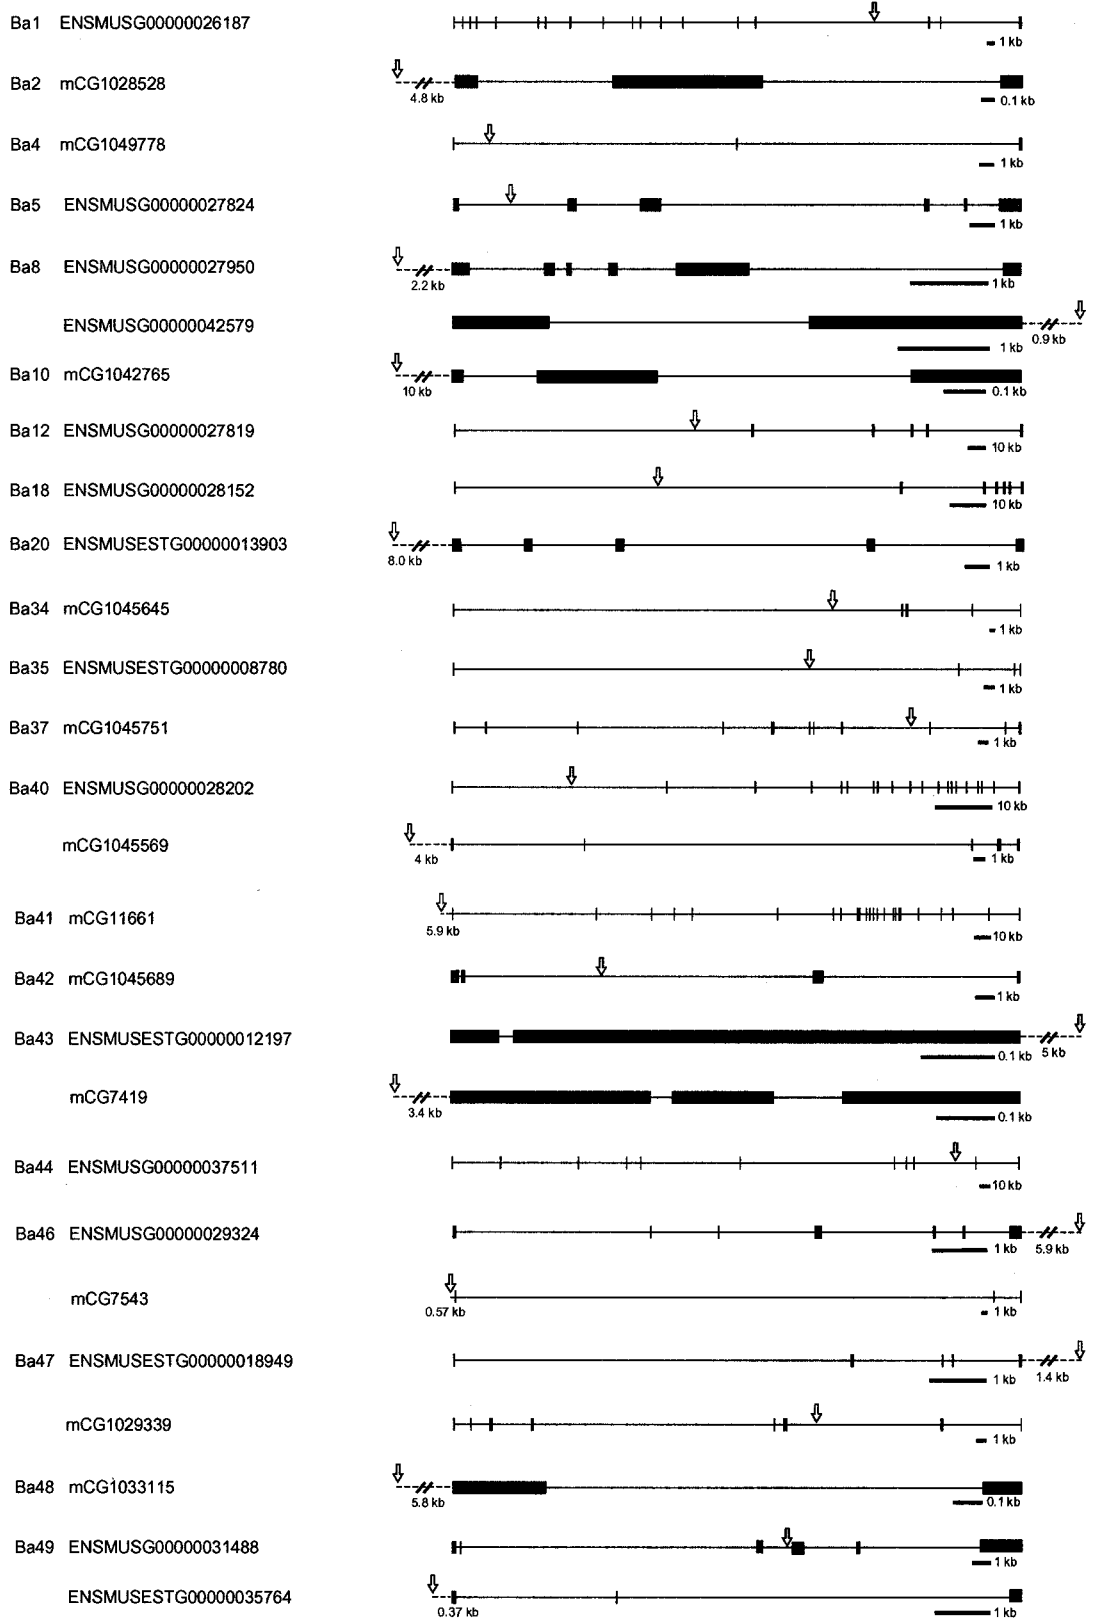 Ba1 ENSMUSG00000026187
1 kb
Ba2 mCG1028528
4.8 kb
0.1 kb
Ba4 mCG1049778
1 kb
Ba5 ENSMUSG00000027824
1 kb
Ba8 ENSMUSG00000027950
2.2 kb
1 kb
ENSMUSG00000042579
0.9 kb
1 kb
Ba10 mCG1042765
10 kb
0.1 kb
Ba12 ENSMUSG00000027819
10 kb
Ba18 ENSMUSG00000028152
10 kb
Ba20 ENSMUSESTG00000013903
8.0 kb
1 kb
Ba34 mCG1045645
1 kb
Ba35 ENSMUSESTG00000008780
1 kb
Ba37 mCG1045751
1 kb
Ba40 ENSMUSG00000028202
10 kb
mCG1045569
4 kb
1 kb
Ba41 mCG11661
5.9 kb
10 kb
Ba42 mCG1045689
1 kb
Ba43 ENSMUSESTG00000012197
0.1 kb
5 kb
mCG7419
3.4 kb
0.1 kb
Ba44 ENSMUSG00000037511
10 kb
Ba46 ENSMUSG00000029324
1 kb
5.9 kb
mCG7543
0.57 kb
1 kb
Ba47 ENSMUSESTG00000018949
1 kb
1.4 kb
mCG1029339
1 kb
Ba48 mCG1033115
5.8 kb
0.1 kb
Ba49 ENSMUSG00000031488
1 kb
ENSMUSESTG00000035764
0.37 kb
1 kb